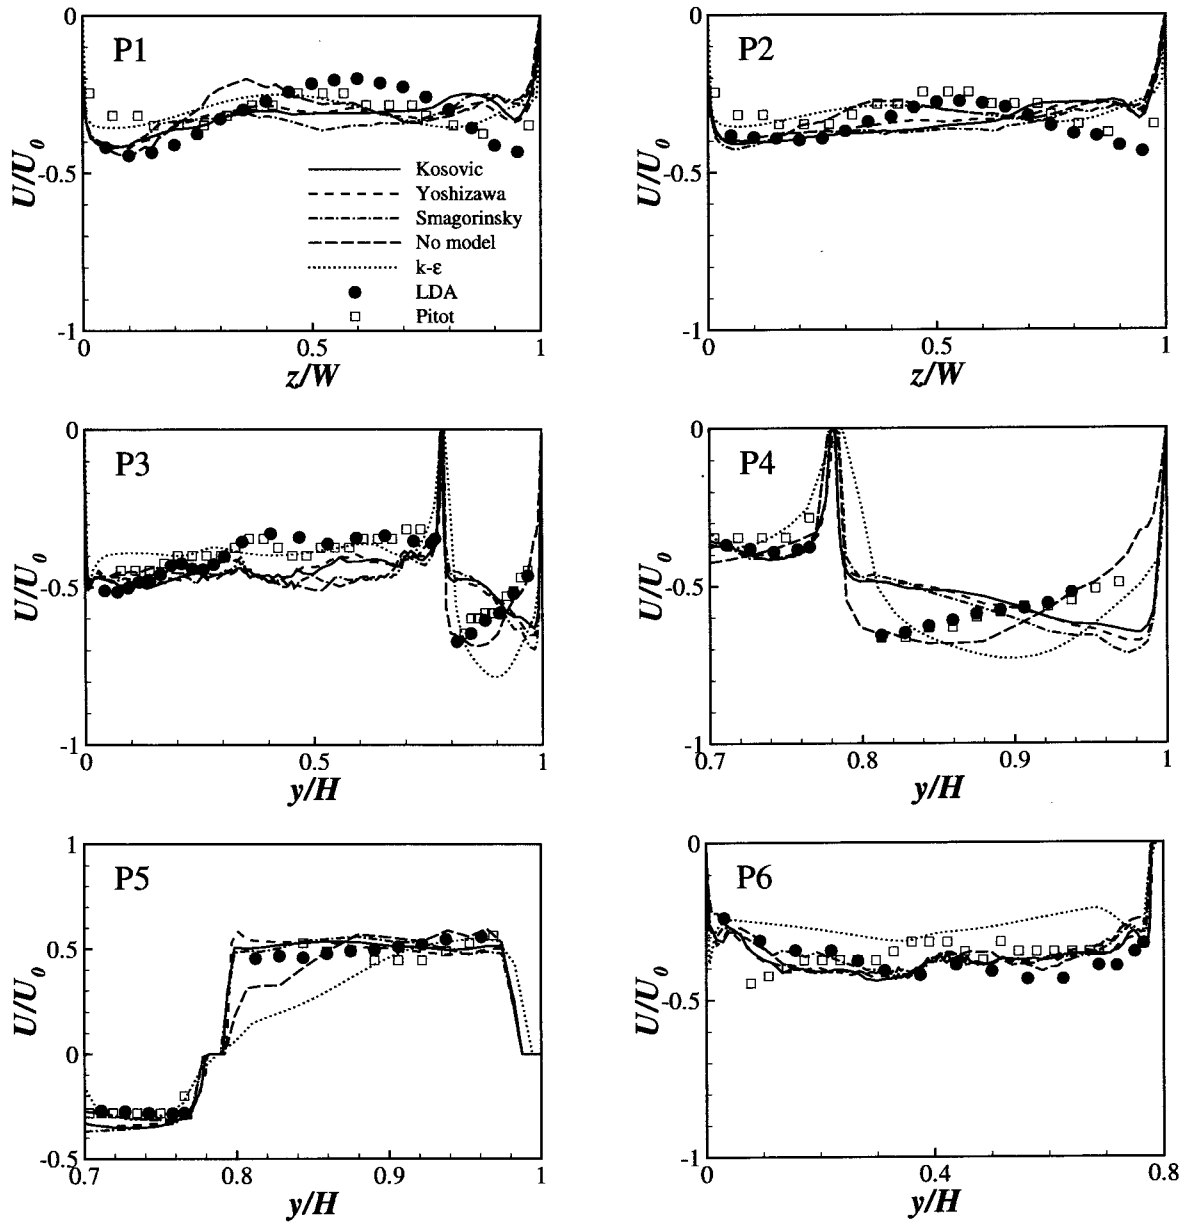 0
P1
U/U0
-0.5
Kosovic
Yoshizawa
Smagorinsky
No model
k-ε
LDA
Pitot
-1
0
0.5
1
z/W
0
P2
U/U0
-0.5
-1
0
0.5
1
z/W
0
P3
U/U0
-0.5
-1
0
0.5
1
y/H
0
P4
U/U0
-0.5
-1
0.7
0.8
0.9
1
y/H
1
P5
0.5
U/U0
0
-0.5
0.7
0.8
0.9
1
y/H
0
P6
U/U0
-0.5
-1
0
0.4
0.8
y/H